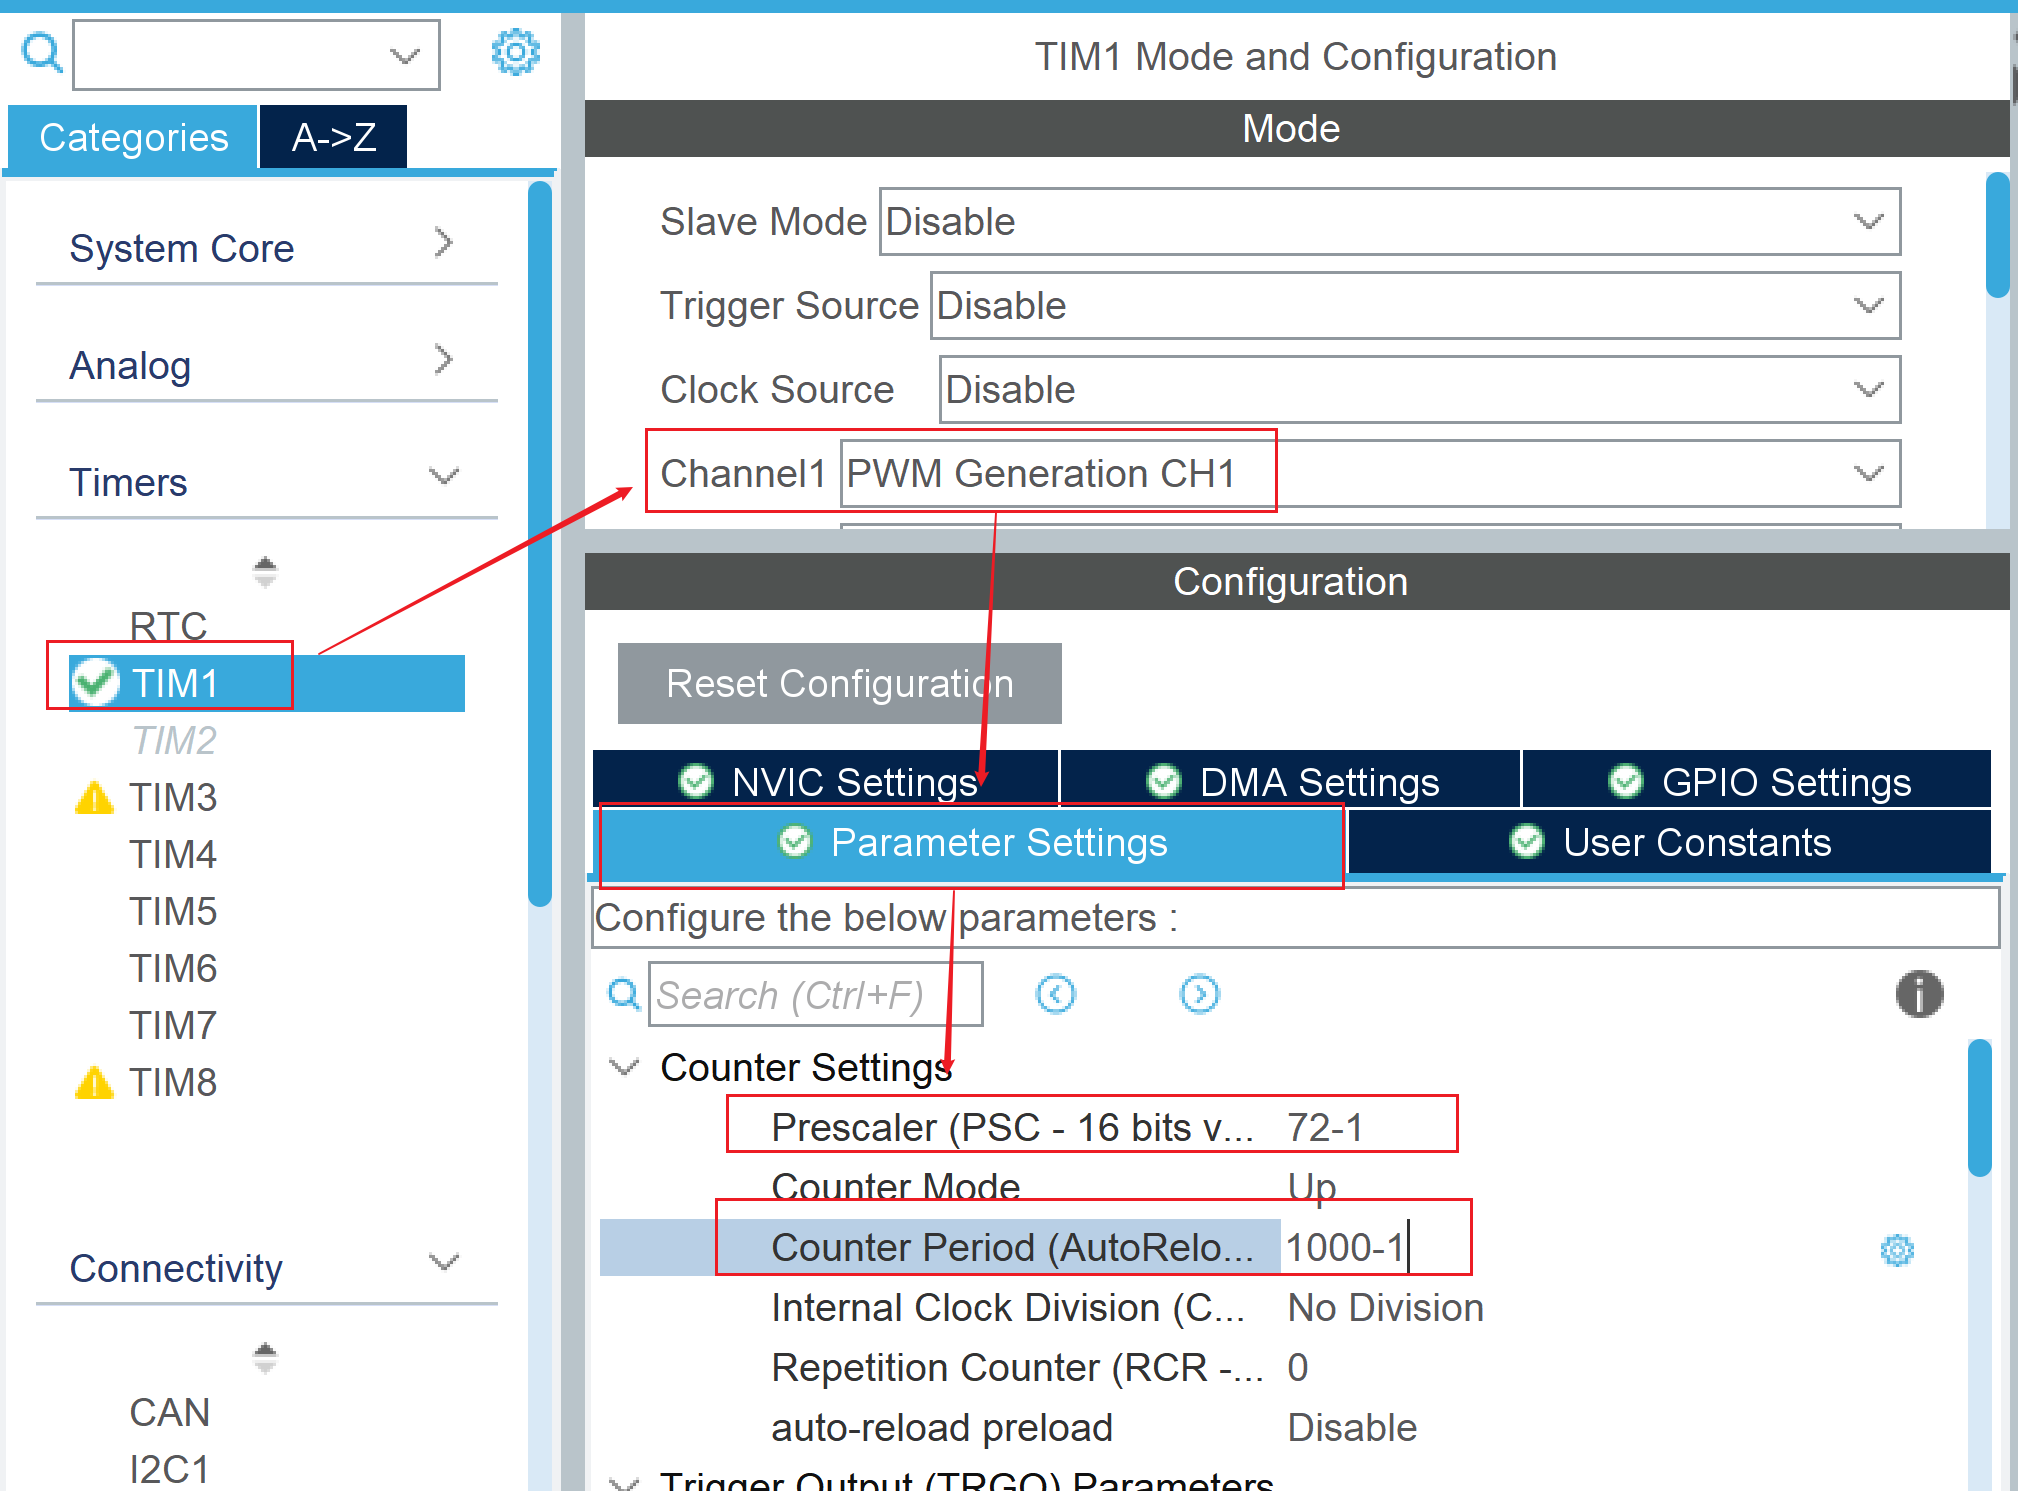 Categories
A->Z
System Core
Analog
Timers
RTC
TIM1
TIM2
TIM3
TIM4
TIM5
TIM6
TIM7
TIM8
Connectivity
CAN
I2C1
TIM1 Mode and Configuration
Mode
Slave Mode Disable
Trigger Source Disable
Clock Source Disable
Channel1 PWM Generation CH1
Configuration
Reset Configuration
NVIC Settings
DMA Settings
GPIO Settings
Parameter Settings
User Constants
Configure the below parameters :
Search (Ctrl+F)
Counter Settings
Prescaler (PSC - 16 bits v... 72-1
Counter Mode Up
Counter Period (AutoRelo... 1000-1
Internal Clock Division (C... No Division
Repetition Counter (RCR -... 0
auto-reload preload Disable
Trigger Output (TRGO) Parameters